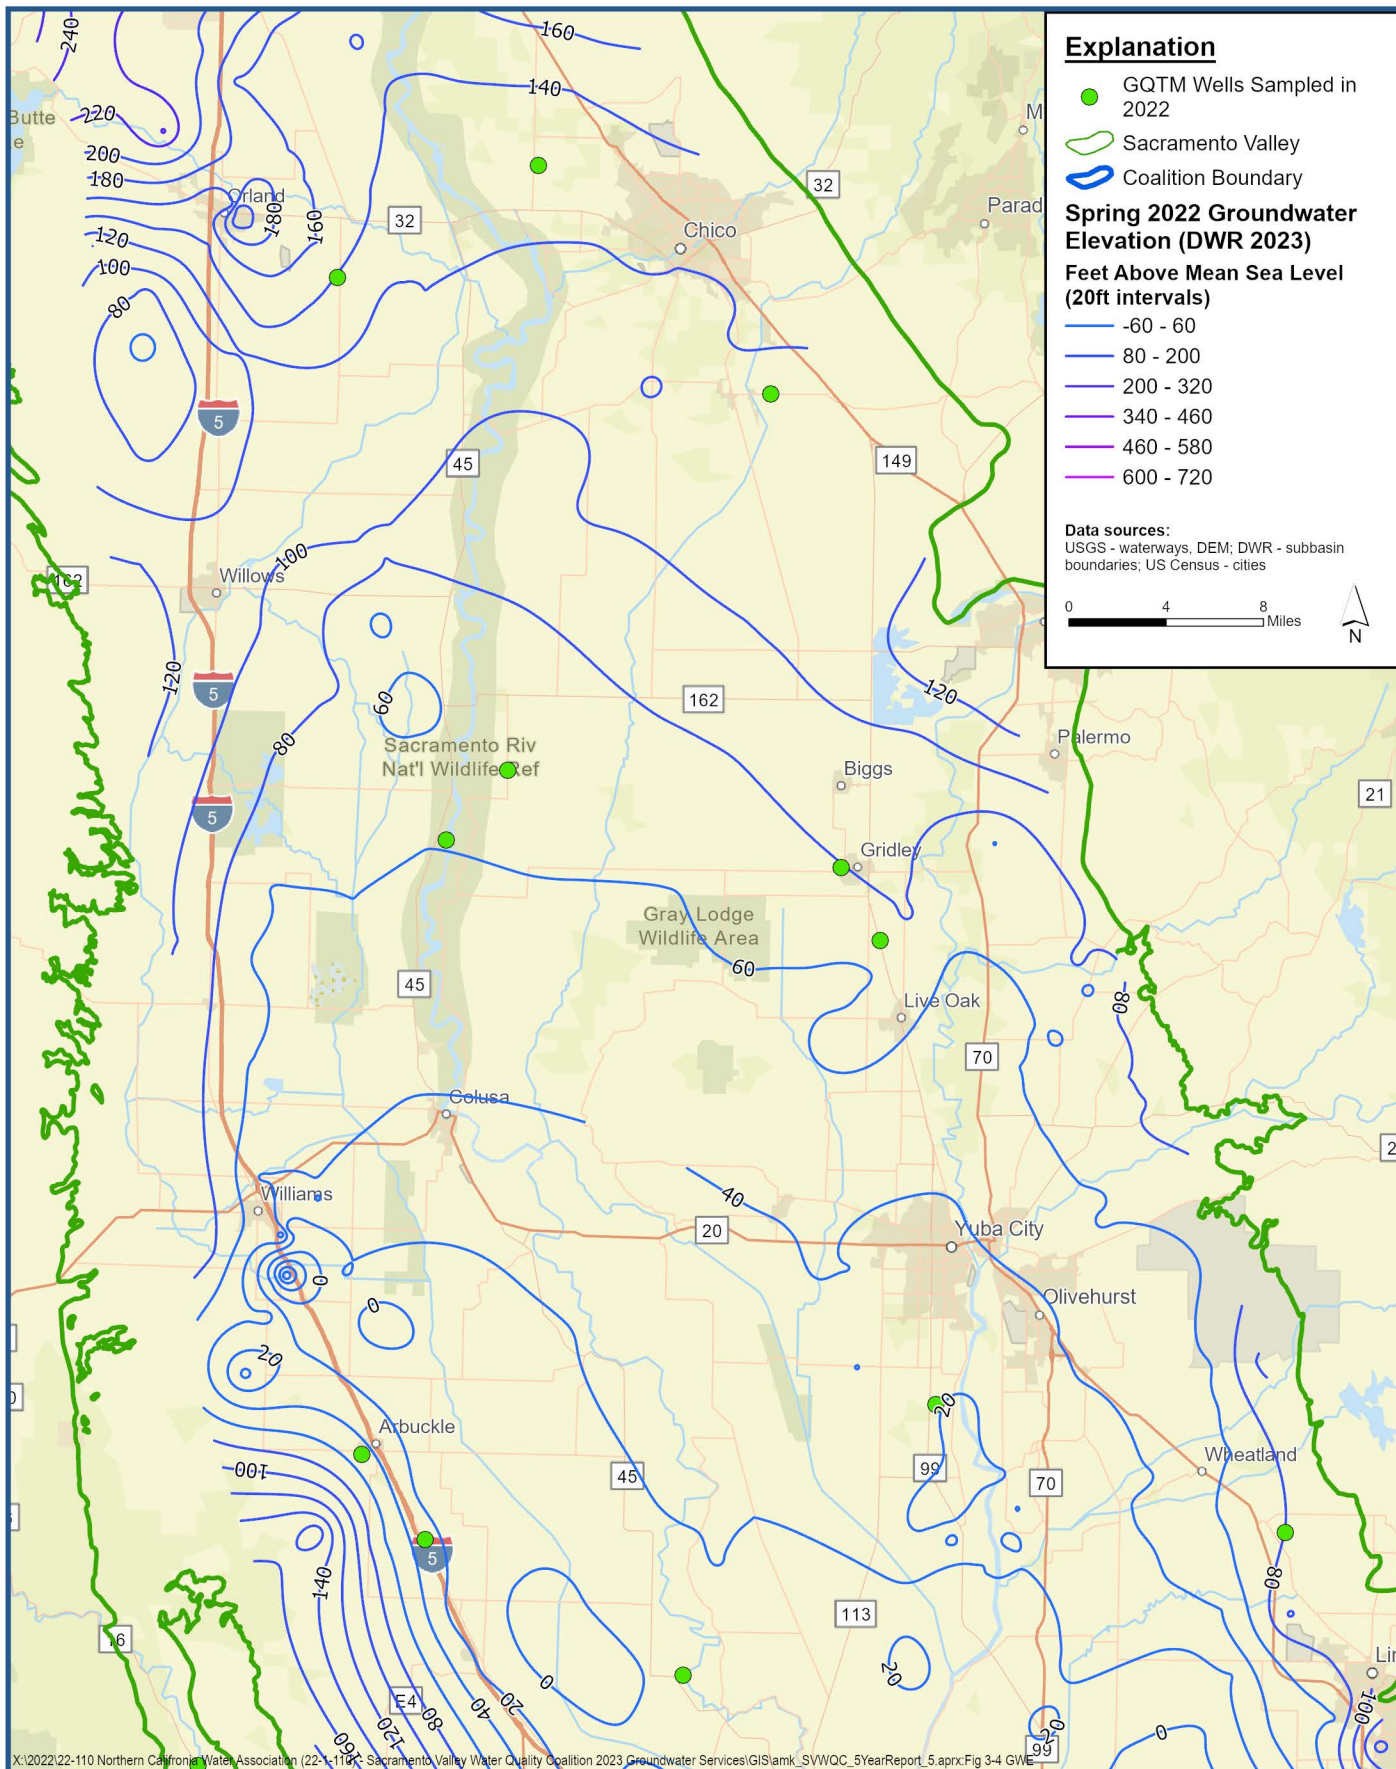 240
160
140
Butte
e
220
200
180
Orland
180
160
32
32
Chico
M
Parad
120
100
80
5
45
149
100
Willows
162
120
5
60
162
120
80
Sacramento Riv
Nat'l Wildlife Ref
Palermo
Biggs
5
21
Gridley
Gray Lodge
Wildlife Area
60
45
Live Oak
80
70
Colusa
2
Williams
40
20
Yuba City
0
0
Olivehurst
20
20
Arbuckle
100
45
99
70
Wheatland
5
140
80
113
16
0
20
E4
20
40
80
120
160
Lin
100
20
0
99
Explanation
GQTM Wells Sampled in
2022
Sacramento Valley
Coalition Boundary
Spring 2022 Groundwater
Elevation (DWR 2023)
Feet Above Mean Sea Level
(20ft intervals)
-60 - 60
80 - 200
200 - 320
340 - 460
460 - 580
600 - 720
Data sources:
USGS - waterways, DEM; DWR - subbasin
boundaries; US Census - cities
0 4 8
Miles
N
X:\2022\22-110 Northern Califronia Water Association (22-1-110) - Sacramento Valley Water Quality Coalition 2023 Groundwater Services\GIS\amk_SVWQC_5YearReport_5.aprx:Fig 3-4 GWE